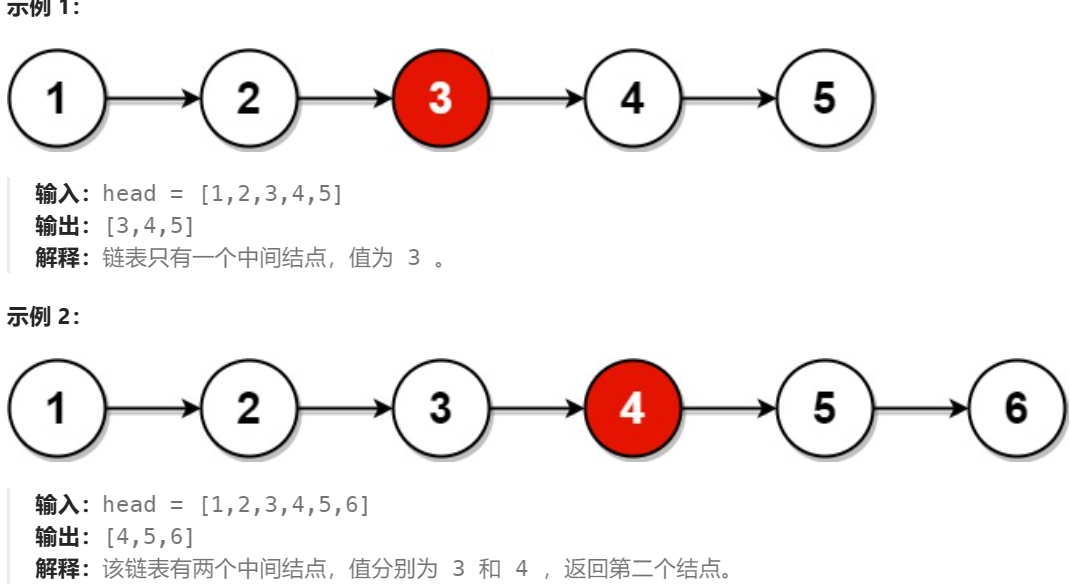 示例 1：
1 2 3 4 5
输入：head = [1,2,3,4,5]
输出：[3,4,5]
解释：链表只有一个中间结点，值为 3 。
示例 2：
1 2 3 4 5 6
输入：head = [1,2,3,4,5,6]
输出：[4,5,6]
解释：该链表有两个中间结点，值分别为 3 和 4 ，返回第二个结点。